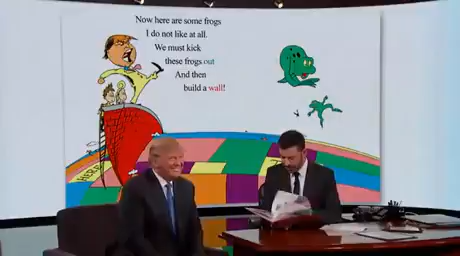 Now here are some frogs
I do not like at all.
We must kick
these frogs out
And then
build a wall!
HERE